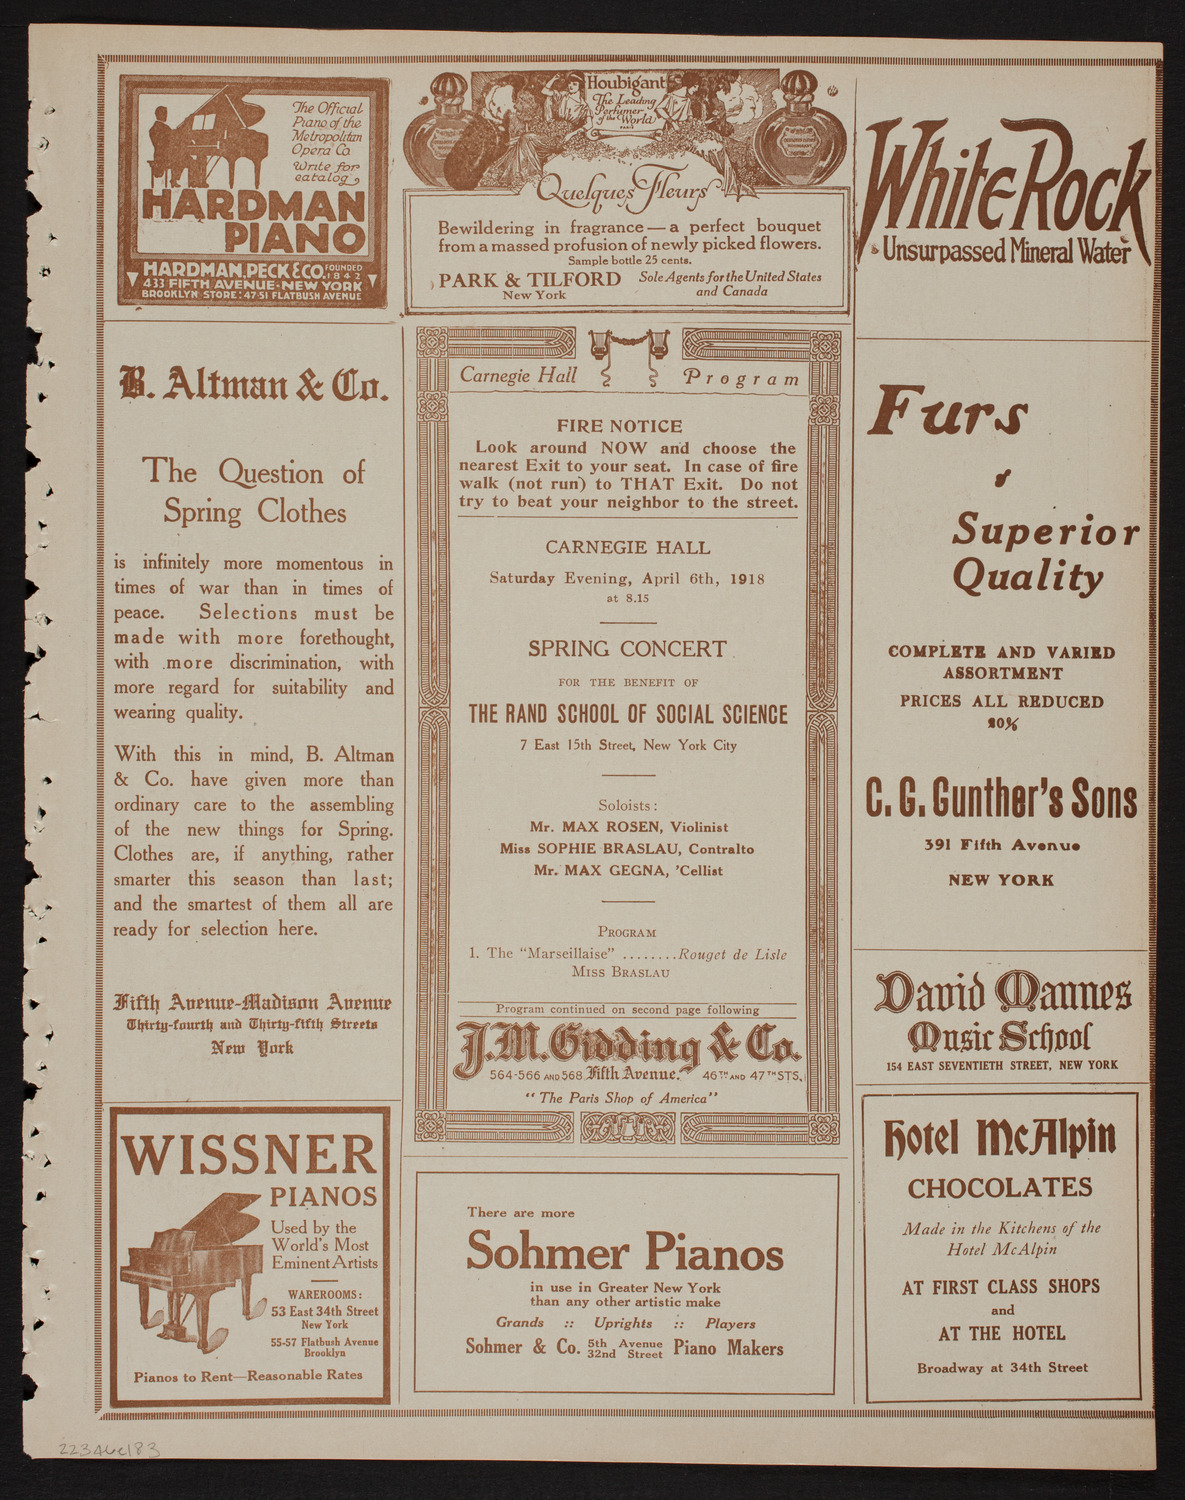 The Official
Piano of the
Metropolitan
Opera Co.
Write for
catalog
HARDMAN
PIANO
HARDMAN, PECK & CO. FOUNDED 1842
433 FIFTH AVENUE · NEW YORK
BROOKLYN STORE: 47-51 FLATBUSH AVENUE
Houbigant
The Leading
Perfumer
of the World
PARIS
Quelques Fleurs
Bewildering in fragrance — a perfect bouquet
from a massed profusion of newly picked flowers.
Sample bottle 25 cents.
PARK & TILFORD
New York
Sole Agents for the United States
and Canada
White Rock
Unsurpassed Mineral Water
B. Altman & Co.
The Question of
Spring Clothes
is infinitely more momentous in
times of war than in times of
peace. Selections must be
made with more forethought,
with more discrimination, with
more regard for suitability and
wearing quality.
With this in mind, B. Altman
& Co. have given more than
ordinary care to the assembling
of the new things for Spring.
Clothes are, if anything, rather
smarter this season than last;
and the smartest of them all are
ready for selection here.
Fifth Avenue-Madison Avenue
Thirty-fourth and Thirty-fifth Streets
New York
WISSNER
PIANOS
Used by the
World's Most
Eminent Artists
WAREROOMS:
53 East 34th Street
New York
55-57 Flatbush Avenue
Brooklyn
Pianos to Rent—Reasonable Rates
Carnegie Hall Program
FIRE NOTICE
Look around NOW and choose the
nearest Exit to your seat. In case of fire
walk (not run) to THAT Exit. Do not
try to beat your neighbor to the street.
CARNEGIE HALL
Saturday Evening, April 6th, 1918
at 8.15
SPRING CONCERT
FOR THE BENEFIT OF
THE RAND SCHOOL OF SOCIAL SCIENCE
7 East 15th Street, New York City
Soloists:
Mr. MAX ROSEN, Violinist
Miss SOPHIE BRASLAU, Contralto
Mr. MAX GEGNA, 'Cellist
PROGRAM
1. The "Marseillaise" ........Rouget de Lisle
MISS BRASLAU
Program continued on second page following
J.M. Gidding & Co.
564-566 AND 568 Fifth Avenue. 46TH AND 47TH STS.
"The Paris Shop of America"
There are more
Sohmer Pianos
in use in Greater New York
than any other artistic make
Grands :: Uprights :: Players
Sohmer & Co. 5th Avenue 32nd Street Piano Makers
Furs
of
Superior
Quality
COMPLETE AND VARIED
ASSORTMENT
PRICES ALL REDUCED
20%
C. G. Gunther's Sons
391 Fifth Avenue
NEW YORK
David Mannes
Music School
154 EAST SEVENTIETH STREET, NEW YORK
Hotel McAlpin
CHOCOLATES
Made in the Kitchens of the
Hotel McAlpin
AT FIRST CLASS SHOPS
and
AT THE HOTEL
Broadway at 34th Street
22346c183